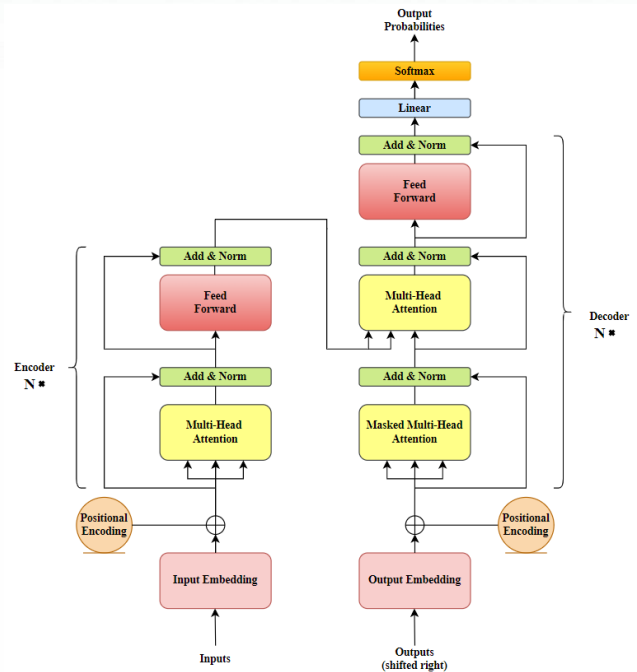 Output
Probabilities
Softmax
Linear
Add & Norm
Feed
Forward
Add & Norm
Multi-Head
Attention
Add & Norm
Masked Multi-Head
Attention
Decoder
N ×
Add & Norm
Feed
Forward
Add & Norm
Multi-Head
Attention
Encoder
N ×
Positional
Encoding
Input Embedding
Inputs
Positional
Encoding
Output Embedding
Outputs
(shifted right)